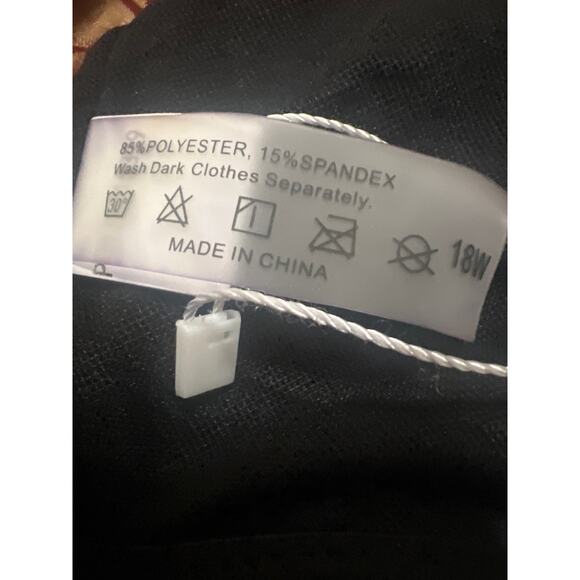 85%POLYESTER, 15%SPANDEX
Wash Dark Clothes Separately.
30° 18W
MADE IN CHINA
P